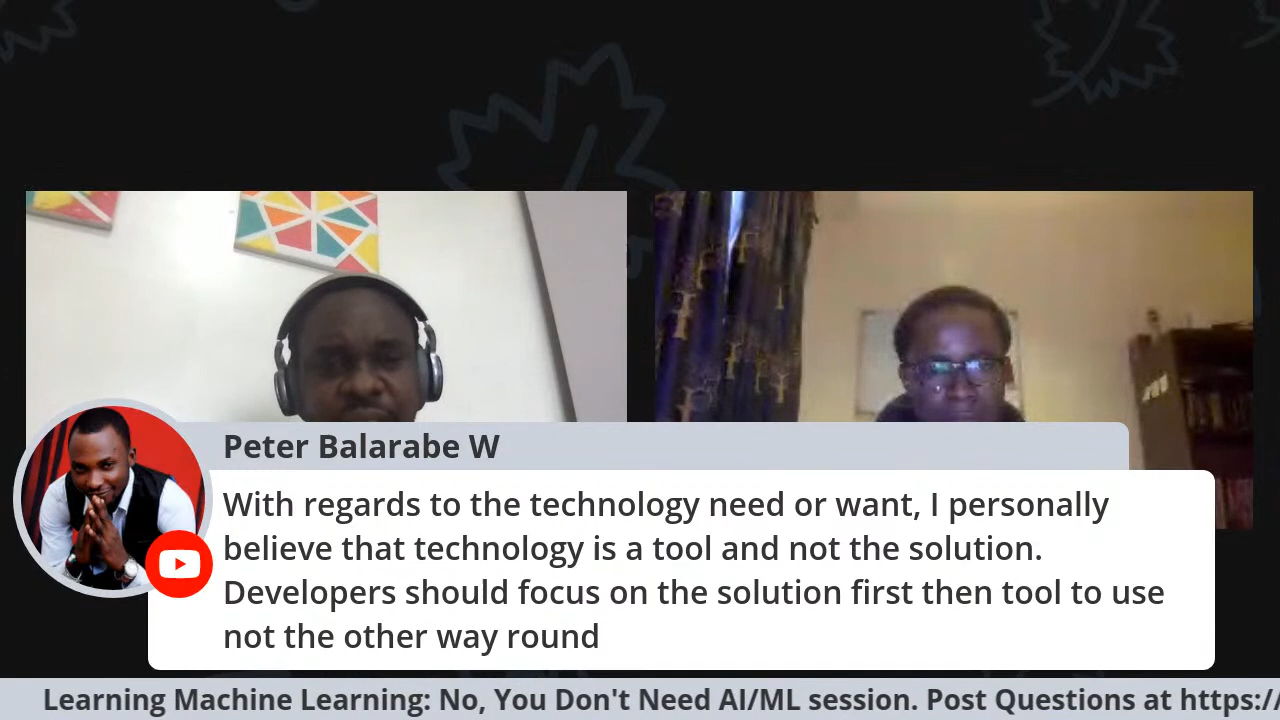 Peter Balarabe W
With regards to the technology need or want, I personally
believe that technology is a tool and not the solution.
Developers should focus on the solution first then tool to use
not the other way round
Learning Machine Learning: No, You Don't Need AI/ML session. Post Questions at https:/